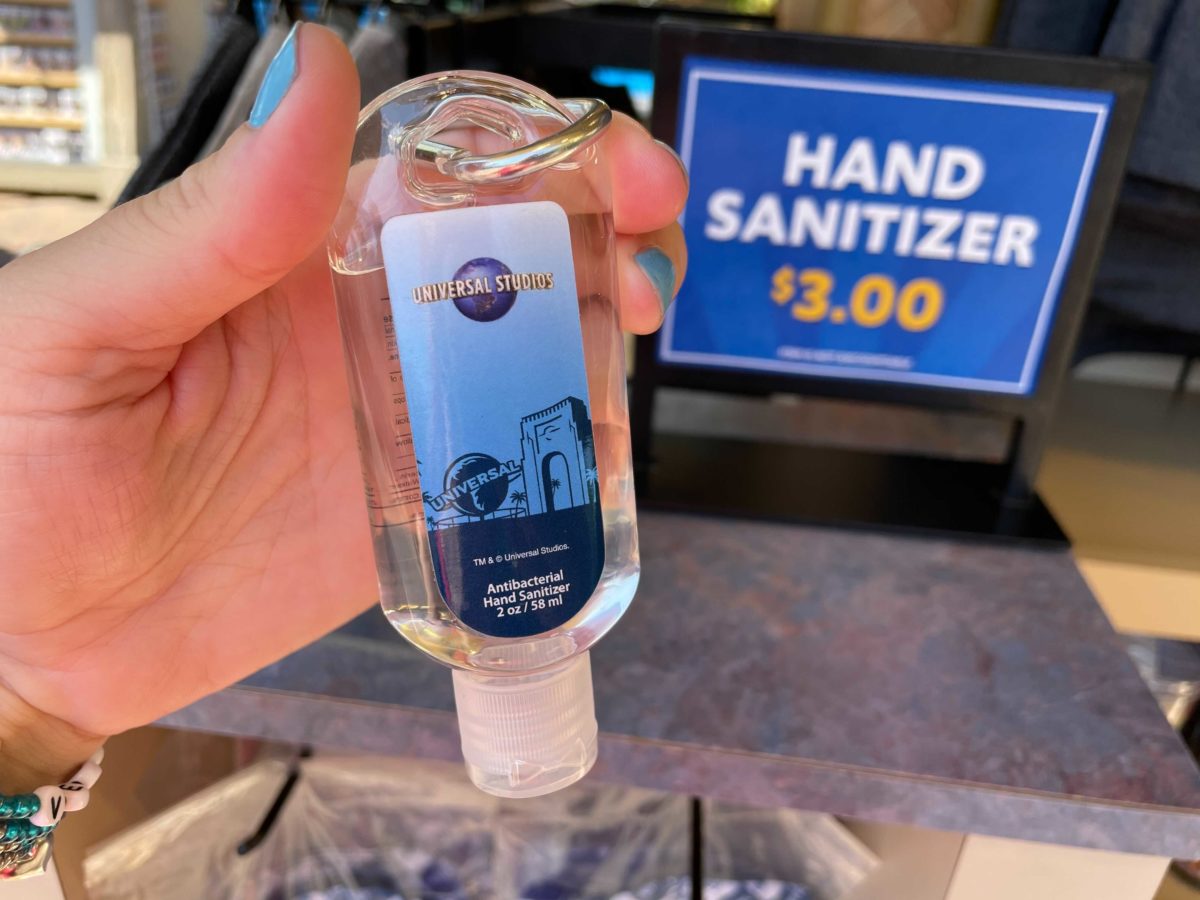 UNIVERSAL STUDIOS
UNIVERSAL
TM & © Universal Studios.
Antibacterial
Hand Sanitizer
2 oz / 58 ml
HAND
SANITIZER
$3.00